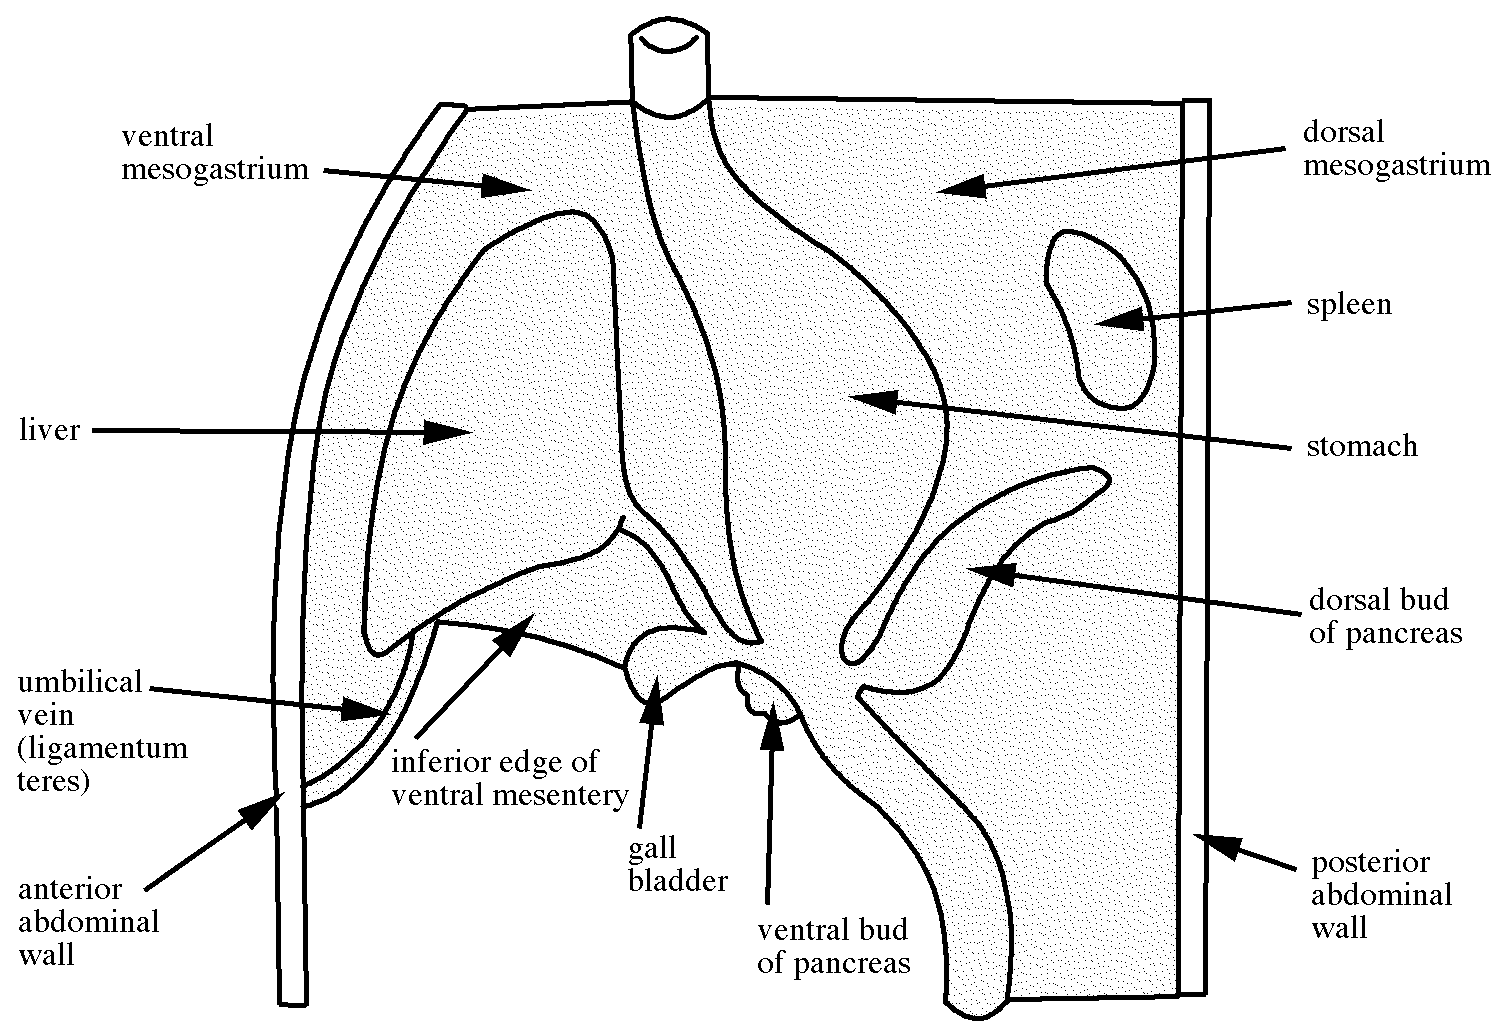 ventral
mesogastrium
liver
umbilical
vein
(ligamentum
teres)
anterior
abdominal
wall
inferior edge of
ventral mesentery
gall
bladder
ventral bud
of pancreas
dorsal
mesogastrium
spleen
stomach
dorsal bud
of pancreas
posterior
abdominal
wall